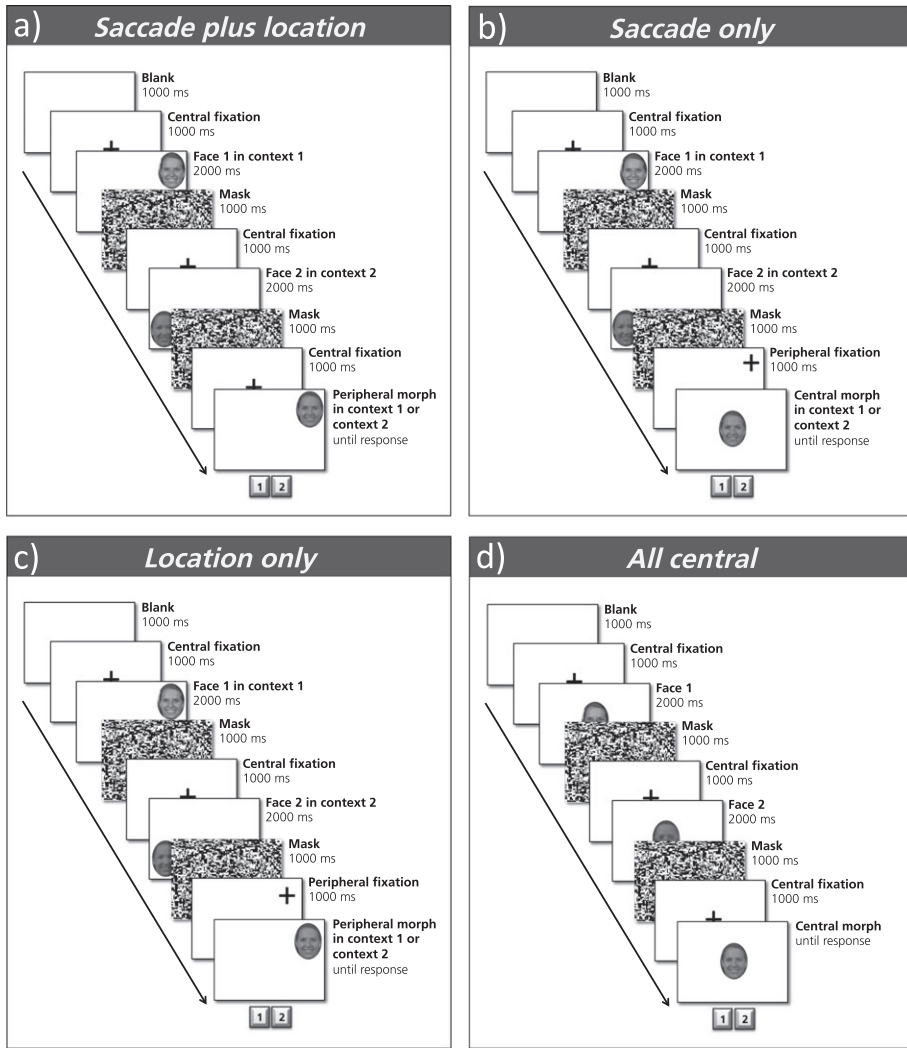 a) Saccade plus location
Blank
1000 ms
Central fixation
1000 ms
Face 1 in context 1
2000 ms
Mask
1000 ms
Central fixation
1000 ms
Face 2 in context 2
2000 ms
Mask
1000 ms
Central fixation
1000 ms
Peripheral morph
in context 1 or
context 2
until response
1 2
b) Saccade only
Blank
1000 ms
Central fixation
1000 ms
Face 1 in context 1
2000 ms
Mask
1000 ms
Central fixation
1000 ms
Face 2 in context 2
2000 ms
Mask
1000 ms
Peripheral fixation
1000 ms
Central morph
in context 1 or
context 2
until response
1 2
c) Location only
Blank
1000 ms
Central fixation
1000 ms
Face 1 in context 1
2000 ms
Mask
1000 ms
Central fixation
1000 ms
Face 2 in context 2
2000 ms
Mask
1000 ms
Peripheral fixation
1000 ms
Peripheral morph
in context 1 or
context 2
until response
1 2
d) All central
Blank
1000 ms
Central fixation
1000 ms
Face 1
2000 ms
Mask
1000 ms
Central fixation
1000 ms
Face 2
2000 ms
Mask
1000 ms
Central fixation
1000 ms
Central morph
until response
1 2